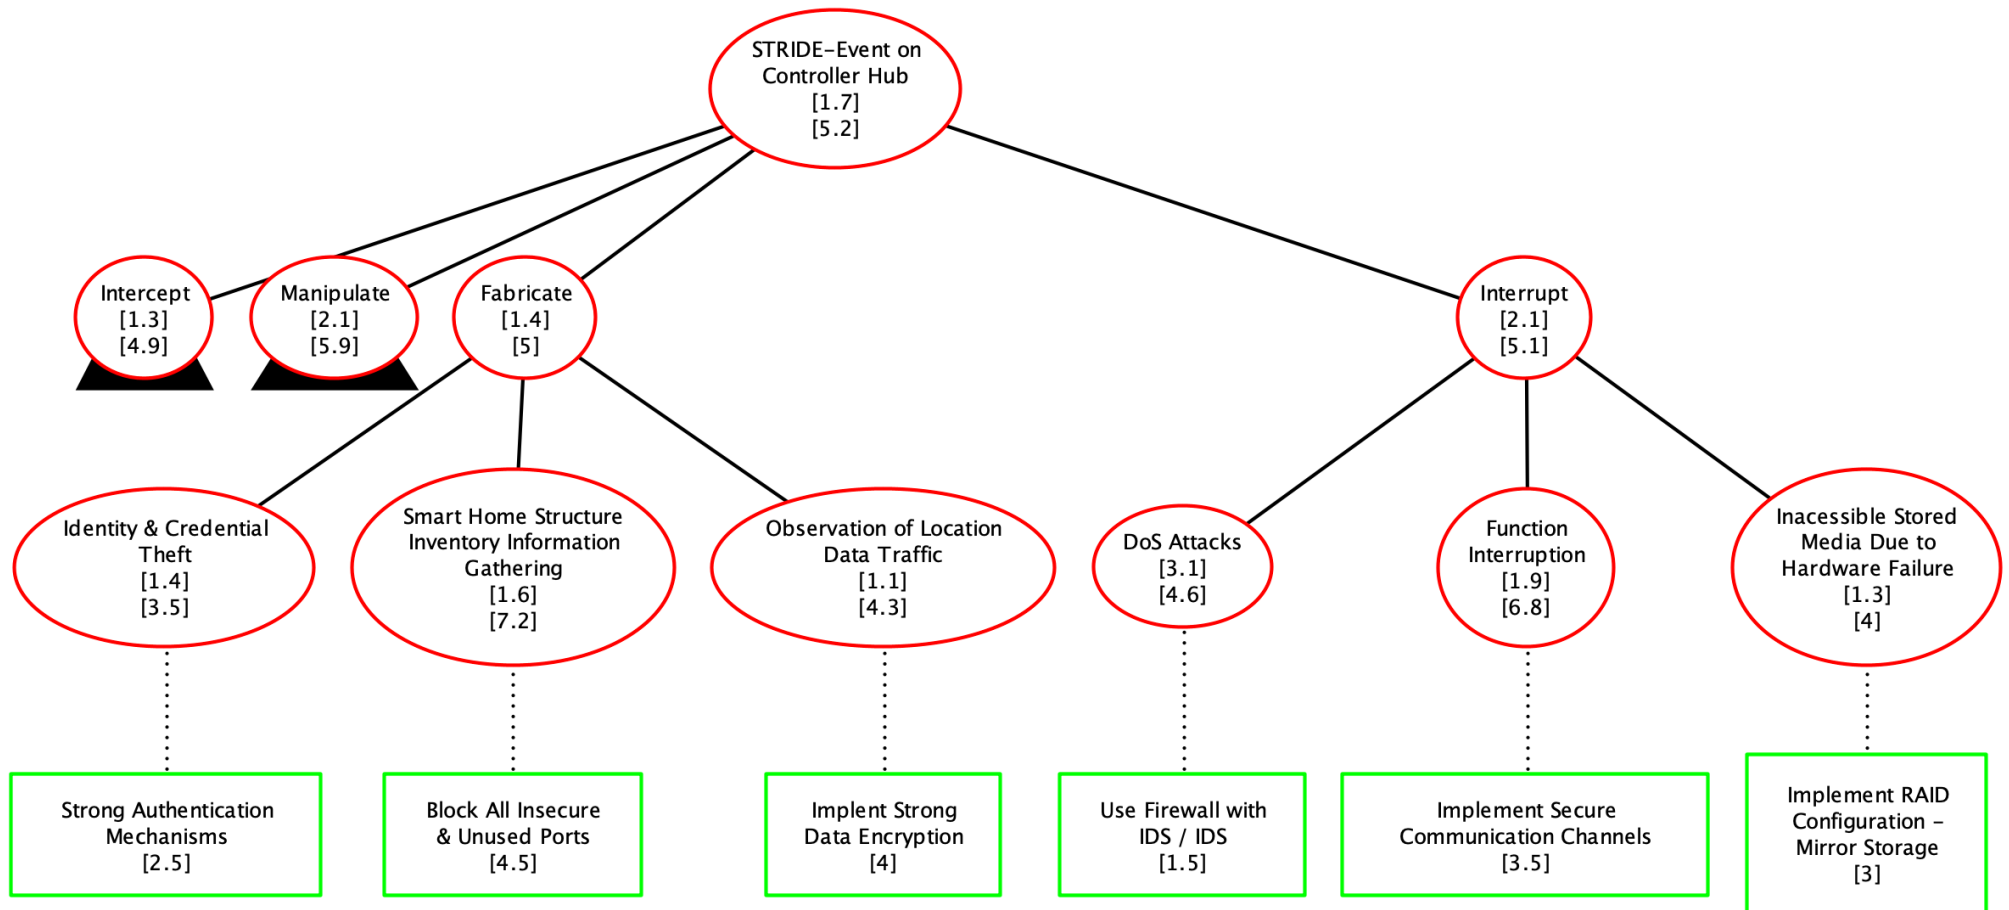 STRIDE-Event on
Controller Hub
[1.7]
[5.2]
Intercept
[1.3]
[4.9]
Manipulate
[2.1]
[5.9]
Fabricate
[1.4]
[5]
Interrupt
[2.1]
[5.1]
Identity & Credential
Theft
[1.4]
[3.5]
Smart Home Structure
Inventory Information
Gathering
[1.6]
[7.2]
Observation of Location
Data Traffic
[1.1]
[4.3]
DoS Attacks
[3.1]
[4.6]
Function
Interruption
[1.9]
[6.8]
Inacessible Stored
Media Due to
Hardware Failure
[1.3]
[4]
Strong Authentication
Mechanisms
[2.5]
Block All Insecure
& Unused Ports
[4.5]
Implent Strong
Data Encryption
[4]
Use Firewall with
IDS / IDS
[1.5]
Implement Secure
Communication Channels
[3.5]
Implement RAID
Configuration -
Mirror Storage
[3]